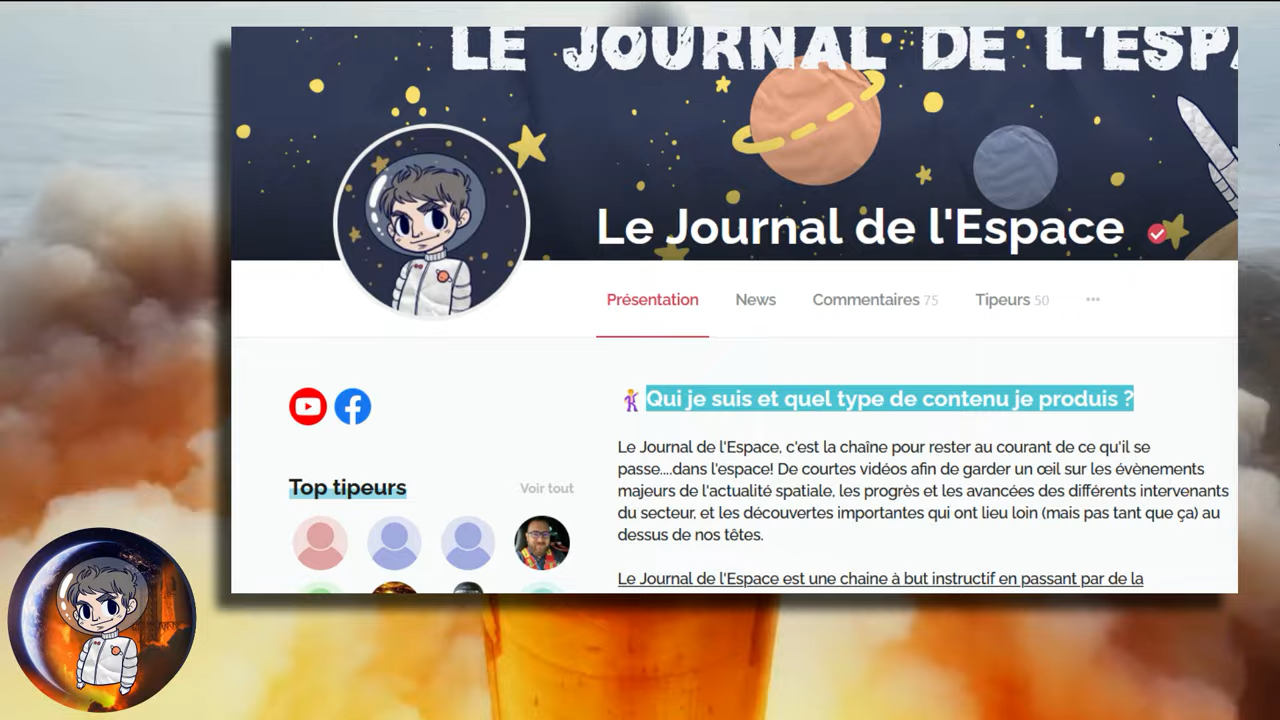 LE JOURNAL DE L'ESPA
Le Journal de l'Espace
Présentation News Commentaires 75 Tipeurs 50 ...
Qui je suis et quel type de contenu je produis ?
Le Journal de l'Espace, c'est la chaîne pour rester au courant de ce qu'il se
passe....dans l'espace! De courtes vidéos afin de garder un œil sur les évènements
majeurs de l'actualité spatiale, les progrès et les avancées des différents intervenants
du secteur, et les découvertes importantes qui ont lieu loin (mais pas tant que ça) au
dessus de nos têtes.
Le Journal de l'Espace est une chaine à but instructif en passant par de la
Top tipeurs Voir tout